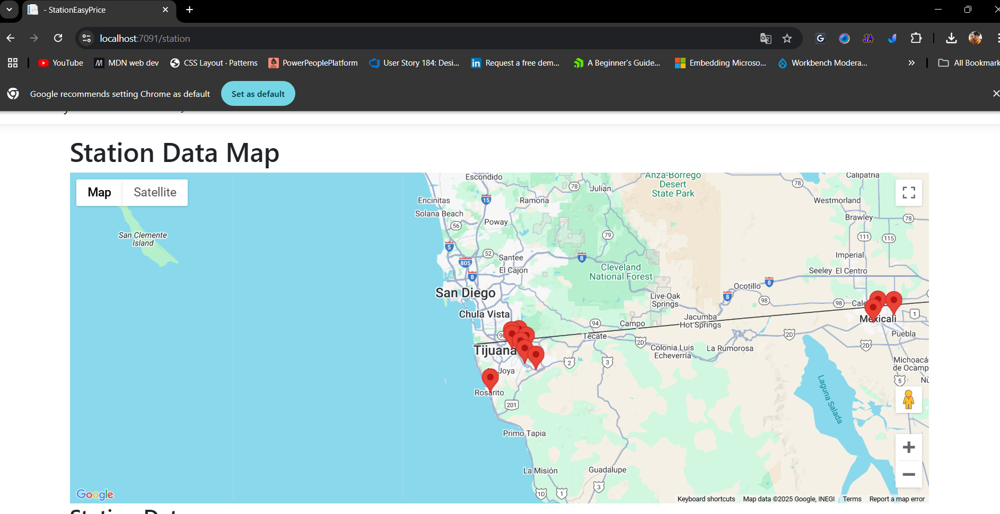 - StationEasyPrice
localhost:7091/station
YouTube
MDN web dev
CSS Layout · Patterns
PowerPeoplePlatform
User Story 184: Desi...
Request a free dem...
A Beginner's Guide...
Embedding Microso...
Workbench Modera...
All Bookmark
Google recommends setting Chrome as default
Set as default
Station Data Map
Map
Satellite
Escondido
Anza-Borrego
Desert
State Park
Calipatria
78
78
Julian
Encinitas
15
Ramona
Westmorland
Solana Beach
Brawley
78
56
Poway
San Clemente
Island
79
111
115
5
52
Santee
8
Imperial
805
El Cajon
Cleveland
National Forest
Seeley
El Centro
8
San Diego
Ocotillo
8
Live Oak
Springs
8
98
98
Cale
Chula Vista
Jacumba
Hot Springs
Mexicali
1
94
Campo
90
Tecate
2D
Puebla
Tijuana
2D
Colonia Luis
Echeverría
La Rumorosa
2D
2
3
Michoacá
de Ocamp
Joya
5
Nu
Rosarito
Laguna Salada
201
Primo Tapia
La Misión
Guadalupe
3
1D
1
Google
Keyboard shortcuts
Map data ©2025 Google, INEGI
Terms
Report a map error